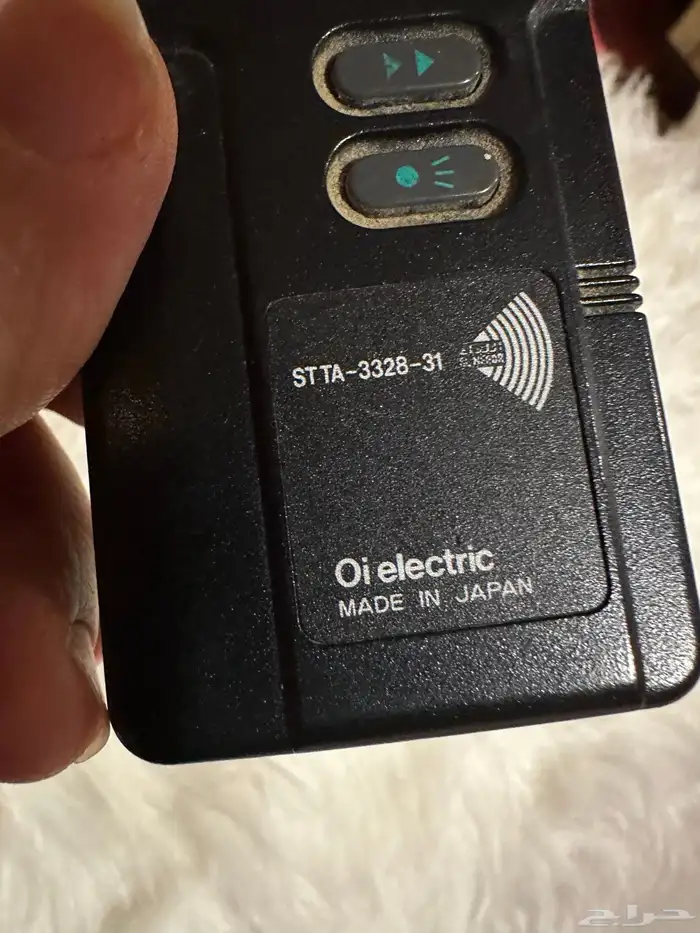 STTA-3328-31
Oi electric
MADE IN JAPAN
حراج